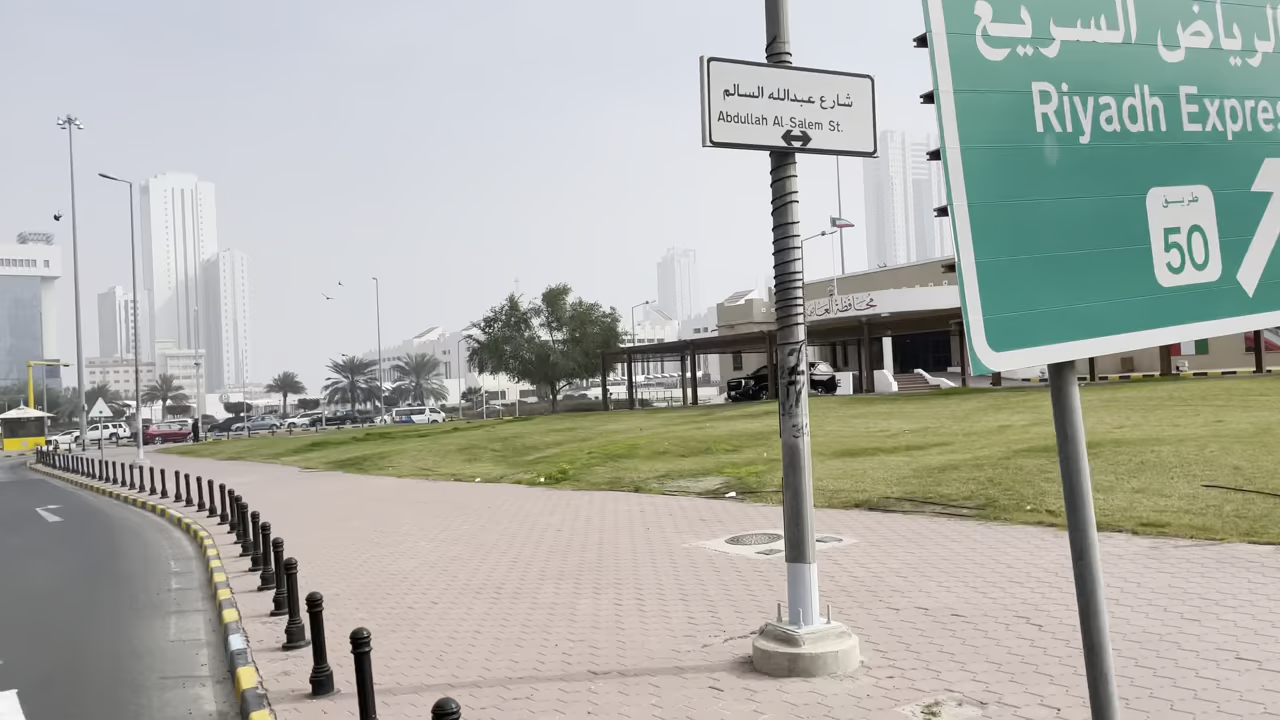 شارع عبدالله السالم
Abdullah Al-Salem St.
الرياض السريع
Riyadh Expres
طريق
50
محافظة العاصمة